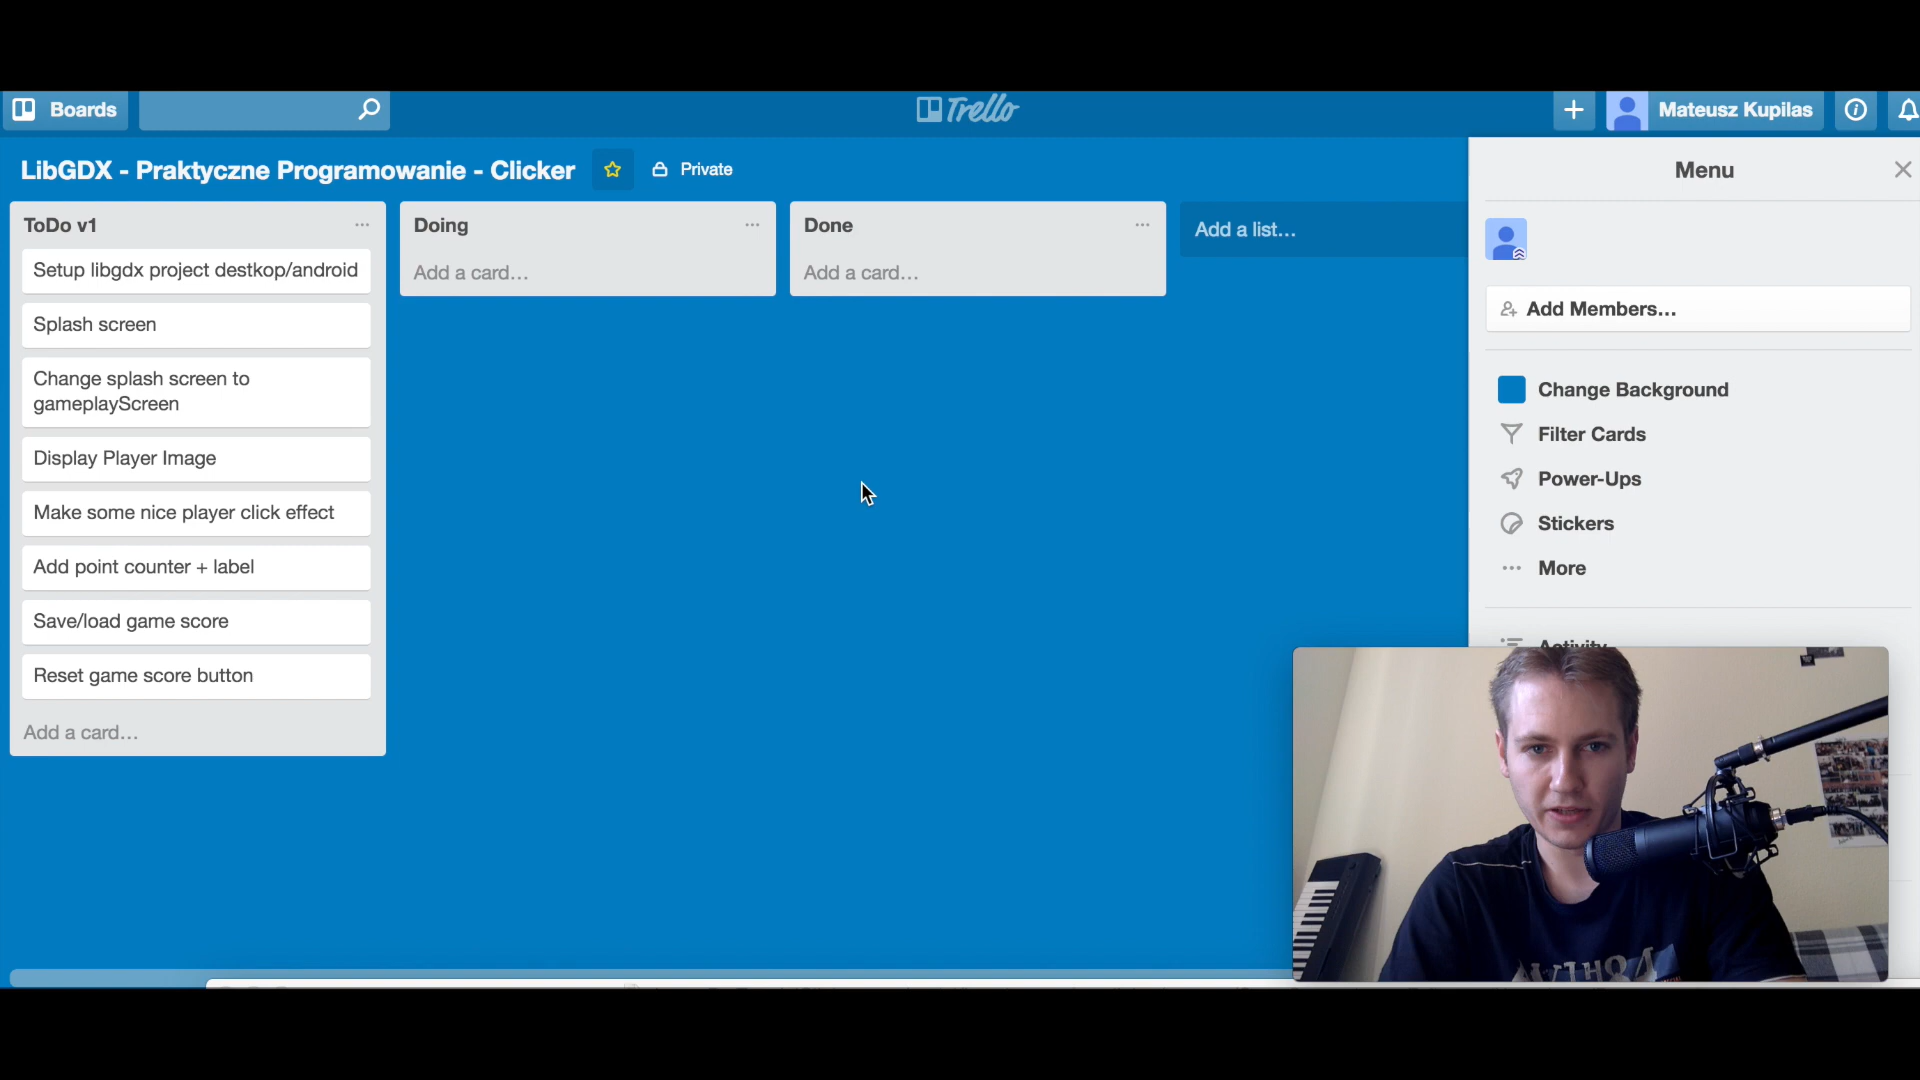 Boards
Trello
Mateusz Kupilas
LibGDX - Praktyczne Programowanie - Clicker
Private
ToDo v1
Setup libgdx project destkop/android
Splash screen
Change splash screen to
gameplayScreen
Display Player Image
Make some nice player click effect
Add point counter + label
Save/load game score
Reset game score button
Add a card…
Doing
Add a card…
Done
Add a card…
Add a list…
Menu
Add Members…
Change Background
Filter Cards
Power-Ups
Stickers
More
Activity